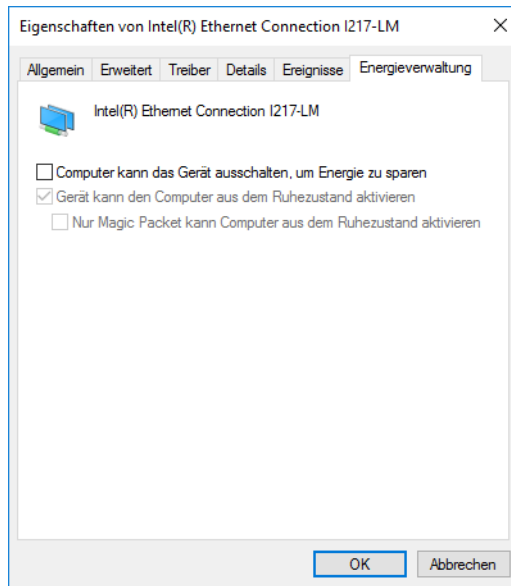 Eigenschaften von Intel(R) Ethernet Connection I217-LM
Allgemein Erweitert Treiber Details Ereignisse Energieverwaltung
Intel(R) Ethernet Connection I217-LM
Computer kann das Gerät ausschalten, um Energie zu sparen
Gerät kann den Computer aus dem Ruhezustand aktivieren
Nur Magic Packet kann Computer aus dem Ruhezustand aktivieren
OK Abbrechen